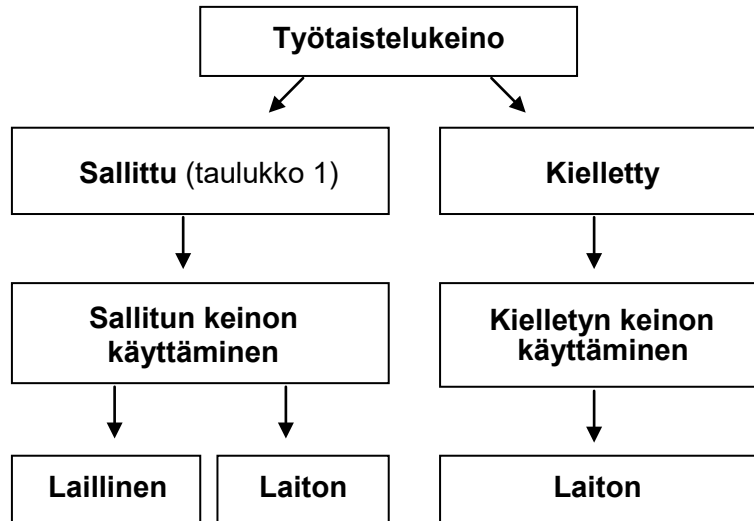 Työtaistelukeino
Sallittu (taulukko 1)
Kielletty
Sallitun keinon
käyttäminen
Kielletyn keinon
käyttäminen
Laillinen
Laiton
Laiton